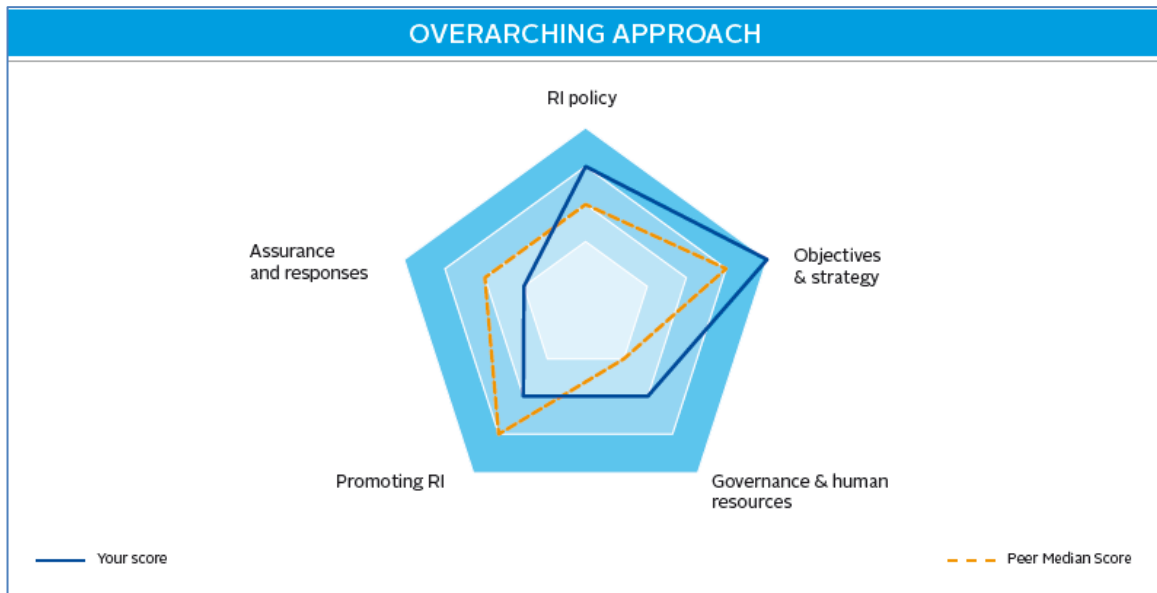 OVERARCHING APPROACH
RI policy
Assurance
and responses
Objectives
& strategy
Promoting RI
Governance & human
resources
Your score
Peer Median Score